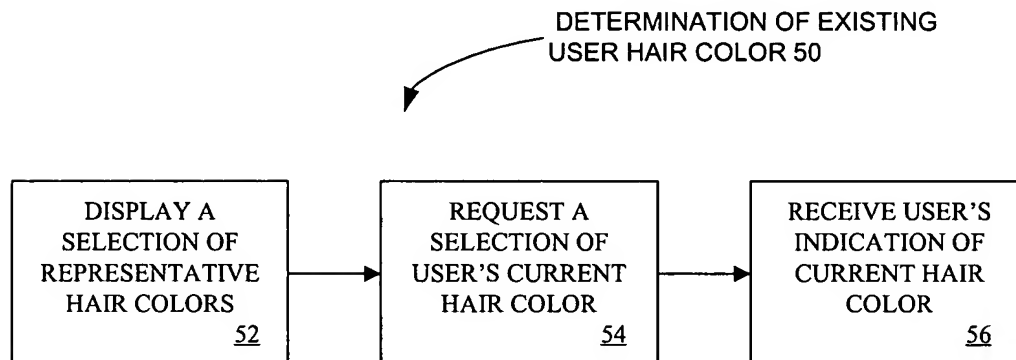 DETERMINATION OF EXISTING
USER HAIR COLOR 50
DISPLAY A
SELECTION OF
REPRESENTATIVE
HAIR COLORS
52
REQUEST A
SELECTION OF
USER'S CURRENT
HAIR COLOR
54
RECEIVE USER'S
INDICATION OF
CURRENT HAIR
COLOR
56